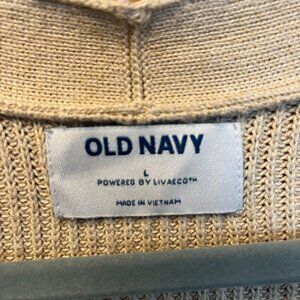 OLD NAVY
L
POWERED BY LIVAECO™
MADE IN VIETNAM